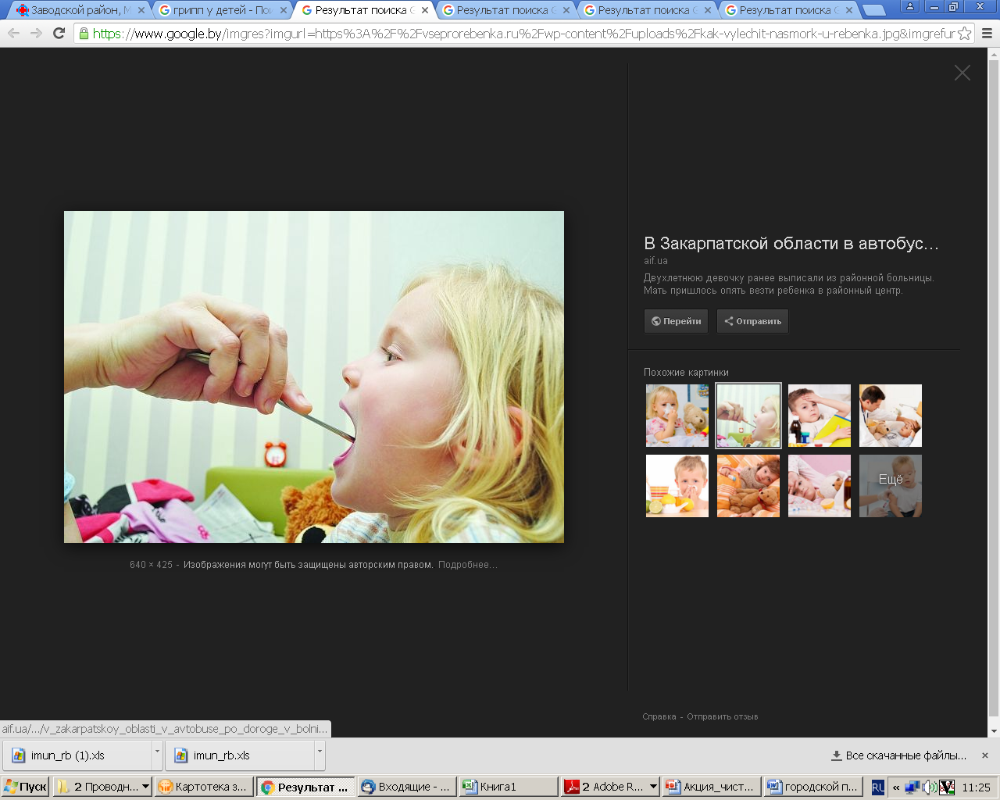 Заводской район, М
грипп у детей - Пои
Результат поиска G
Результат поиска G
Результат поиска G
Результат поиска G
https://www.google.by/imgres?imgurl=https%3A%2F%2Fvseprorebenka.ru%2Fwp-content%2Fuploads%2Fkak-vylechit-nasmork-u-rebenka.jpg&imgrefur
В Закарпатской области в автобус...
aif.ua
Двухлетнюю девочку ранее выписали из районной больницы.
Мать пришлось опять везти ребенка в районный центр.
Перейти
Отправить
Похожие картинки
Ещё
640 × 425 - Изображения могут быть защищены авторским правом. Подробнее...
Справка - Отправить отзыв
aif.ua/.../v_zakarpatskoy_oblasti_v_avtobuse_po_doroge_v_bolni...
imun_rb (1).xls
imun_rb.xls
Все скачанные файлы...
Пуск
2 Проводн...
Картотека з...
Результат ...
Входящие - ...
Книга1
2 Adobe R...
Акция_чист...
городской п...
RU
«
11:25